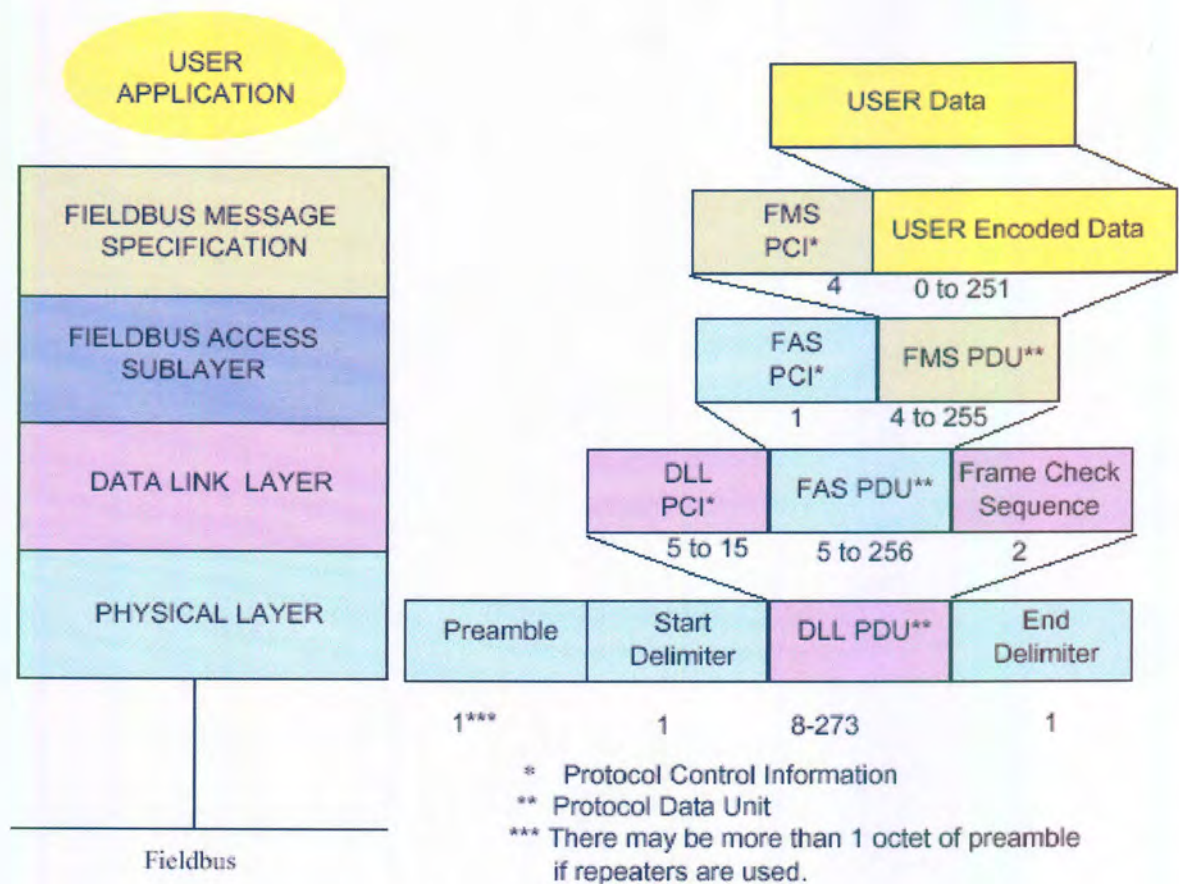 USER
APPLICATION
FIELDBUS MESSAGE
SPECIFICATION
FIELDBUS ACCESS
SUBLAYER
DATA LINK LAYER
PHYSICAL LAYER
Fieldbus
USER Data
FMS
PCI*
USER Encoded Data
4
0 to 251
FAS
PCI*
FMS PDU**
1
4 to 255
DLL
PCI*
FAS PDU**
Frame Check
Sequence
5 to 15
5 to 256
2
Preamble
Start
Delimiter
DLL PDU**
End
Delimiter
1***
1
8-273
1
* Protocol Control Information
** Protocol Data Unit
*** There may be more than 1 octet of preamble
if repeaters are used.